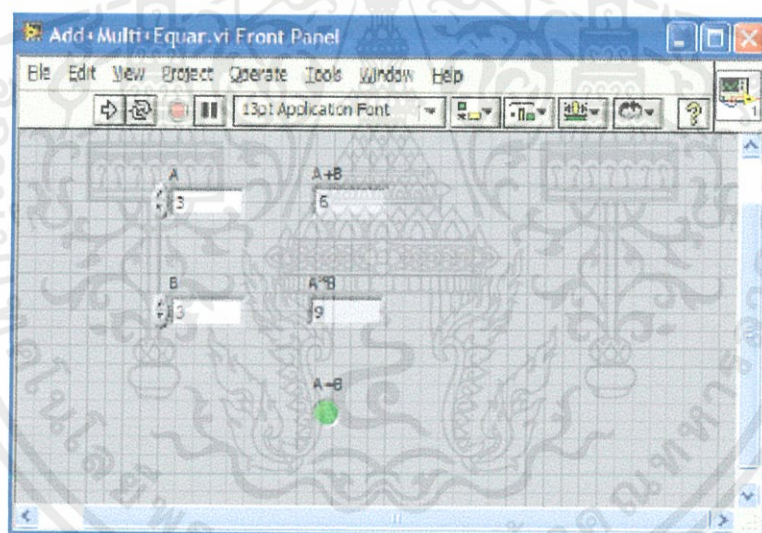 Add+Multi+Equar.vi Front Panel
File Edit View Project Operate Tools Window Help
13pt Application Font
1
A
3
A+B
6
B
3
A*B
9
A=B